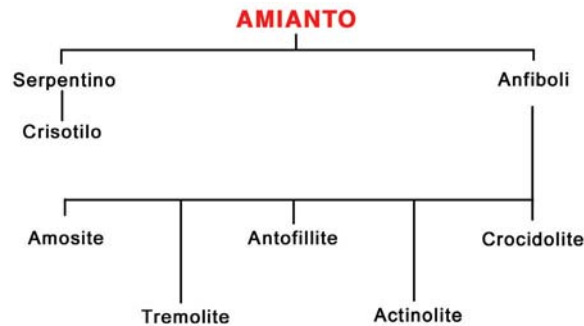 AMIANTO
Serpentino Anfiboli
Crisotilo
Amosite Antofillite Crocidolite
Tremolite Actinolite